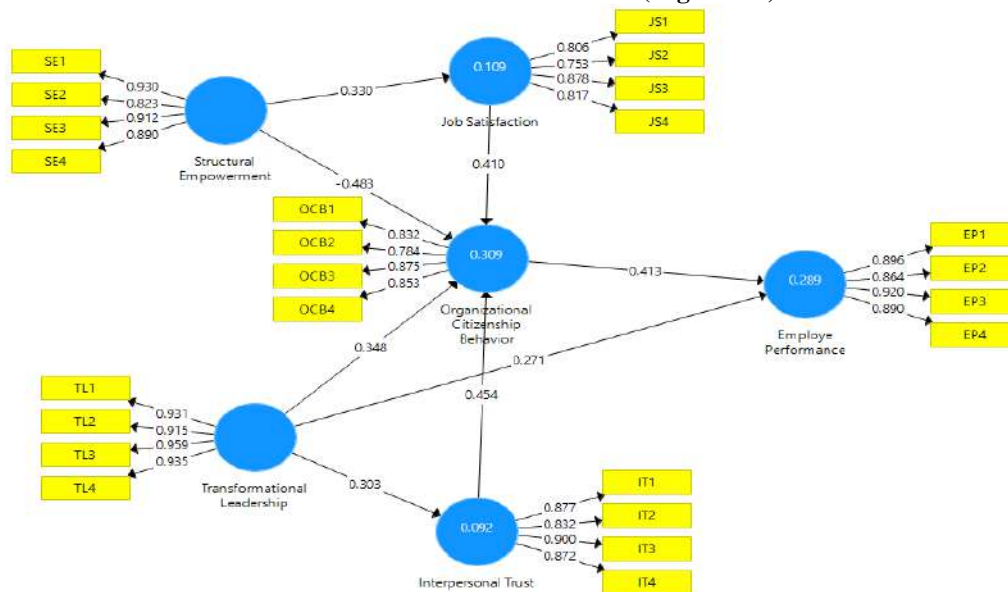 SE1
SE2
SE3
SE4
0.930
0.823
0.912
0.890
Structural
Empowerment
0.330
-0.483
0.109
Job Satisfaction
0.806
0.753
0.878
0.817
JS1
JS2
JS3
JS4
0.410
OCB1
OCB2
OCB3
OCB4
0.832
0.784
0.875
0.853
0.309
Organizational
Citizenship
Behavior
0.413
0.289
Employe
Performance
0.896
0.864
0.920
0.890
EP1
EP2
EP3
EP4
0.348
0.271
0.454
TL1
TL2
TL3
TL4
0.931
0.915
0.959
0.935
Transformational
Leadership
0.303
0.092
Interpersonal Trust
0.877
0.832
0.900
0.872
IT1
IT2
IT3
IT4